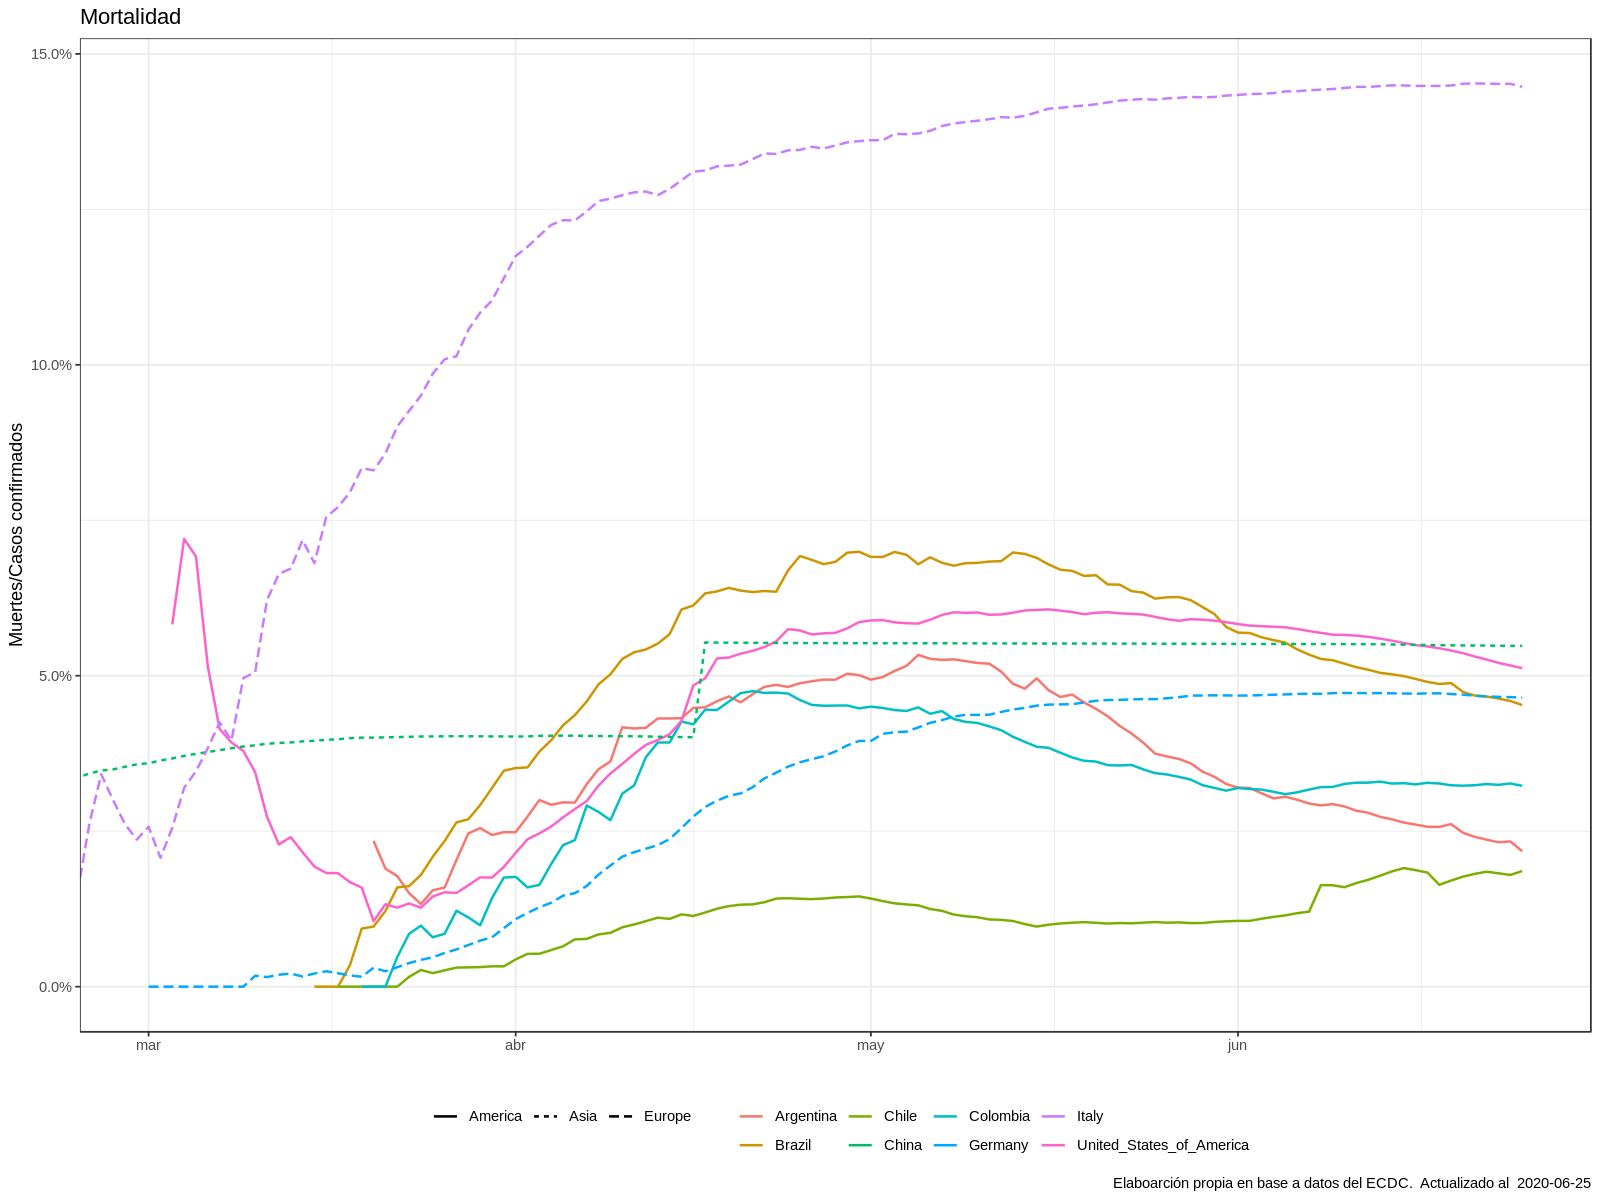 Mortalidad
Muertes/Casos confirmados
15.0%
10.0%
5.0%
0.0%
mar abr may jun
America Asia Europe Argentina Chile Colombia Italy
Brazil China Germany United_States_of_America
Elaboarción propia en base a datos del ECDC. Actualizado al 2020-06-25